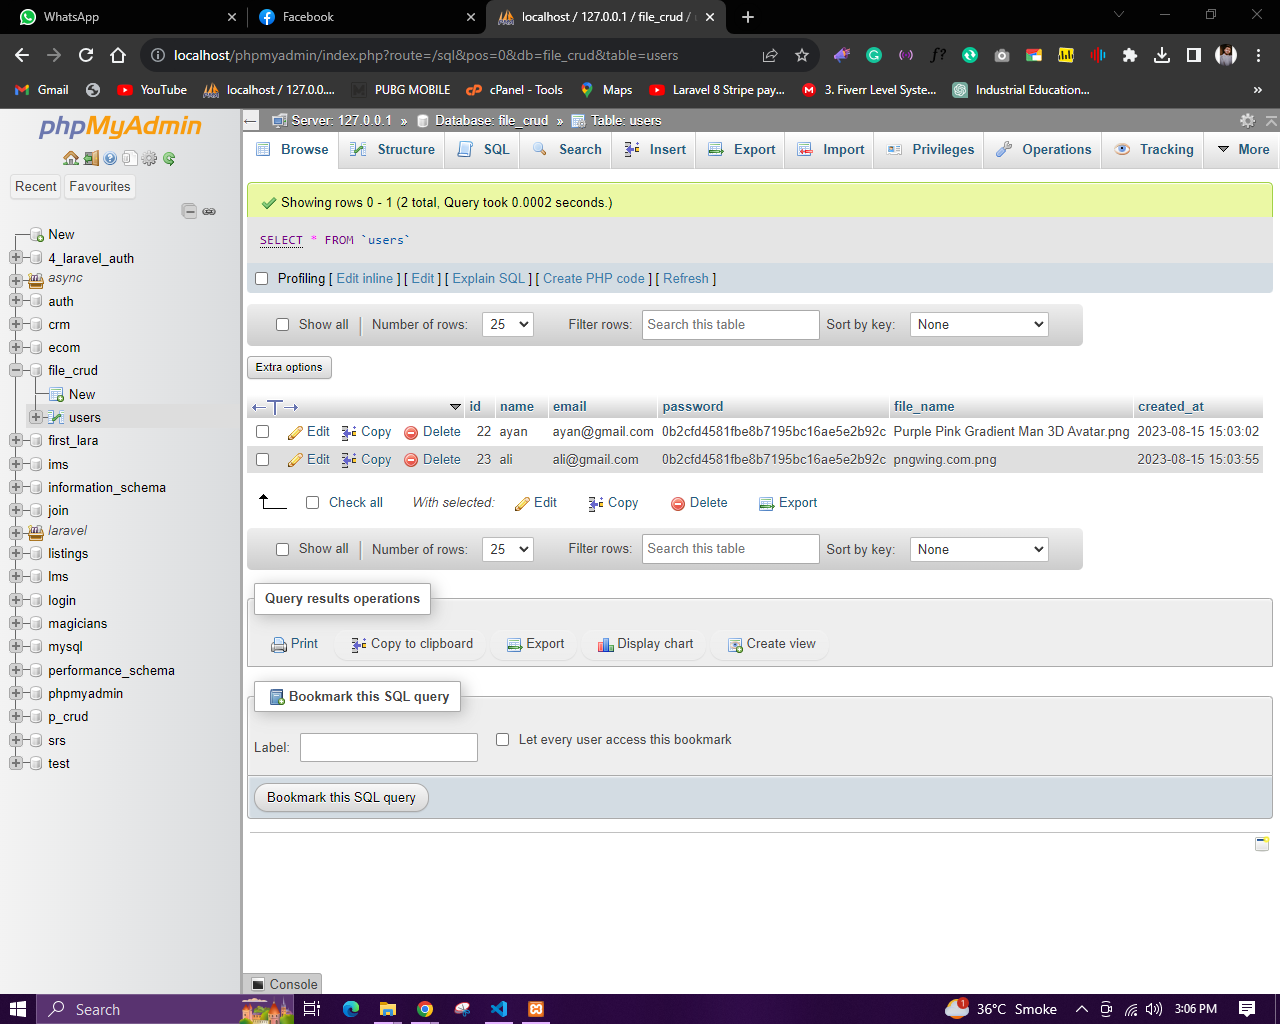 WhatsApp
Facebook
localhost / 127.0.0.1 / file_crud / u
localhost/phpmyadmin/index.php?route=/sql&pos=0&db=file_crud&table=users
Gmail
YouTube
localhost / 127.0.0....
PUBG MOBILE
cPanel - Tools
Maps
Laravel 8 Stripe pay...
3. Fiverr Level Syste...
Industrial Education...
phpMyAdmin
Recent
Favourites
New
4_laravel_auth
async
auth
crm
ecom
file_crud
New
users
first_lara
ims
information_schema
join
laravel
listings
lms
login
magicians
mysql
performance_schema
phpmyadmin
p_crud
srs
test
Server: 127.0.0.1 » Database: file_crud » Table: users
Browse Structure SQL Search Insert Export Import Privileges Operations Tracking More
Showing rows 0 - 1 (2 total, Query took 0.0002 seconds.)
SELECT * FROM `users`
Profiling [ Edit inline ] [ Edit ] [ Explain SQL ] [ Create PHP code ] [ Refresh ]
Show all Number of rows: 25 Filter rows: Search this table Sort by key: None
Extra options
id name email password file_name created_at
Edit Copy Delete 22 ayan ayan@gmail.com 0b2cfd4581fbe8b7195bc16ae5e2b92c Purple Pink Gradient Man 3D Avatar.png 2023-08-15 15:03:02
Edit Copy Delete 23 ali ali@gmail.com 0b2cfd4581fbe8b7195bc16ae5e2b92c pngwing.com.png 2023-08-15 15:03:55
Check all With selected: Edit Copy Delete Export
Show all Number of rows: 25 Filter rows: Search this table Sort by key: None
Query results operations
Print Copy to clipboard Export Display chart Create view
Bookmark this SQL query
Label: Let every user access this bookmark
Bookmark this SQL query
Console
Search
1
36°C Smoke
3:06 PM